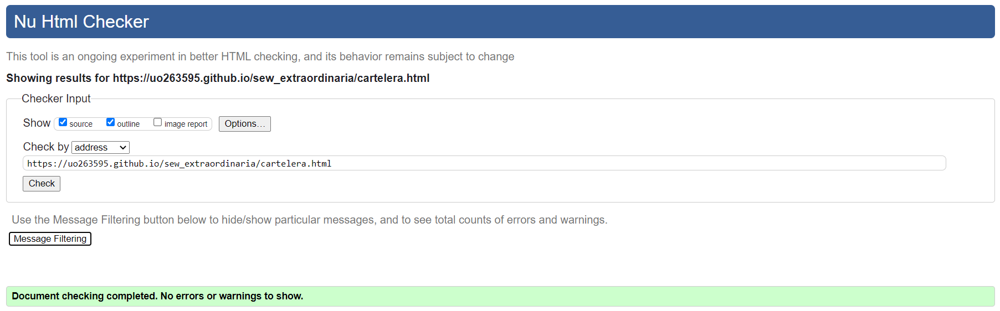 Nu Html Checker
This tool is an ongoing experiment in better HTML checking, and its behavior remains subject to change
Showing results for https://uo263595.github.io/sew_extraordinaria/cartelera.html
Checker Input
Show source outline image report Options...
Check by address
https://uo263595.github.io/sew_extraordinaria/cartelera.html
Check
Use the Message Filtering button below to hide/show particular messages, and to see total counts of errors and warnings.
Message Filtering
Document checking completed. No errors or warnings to show.